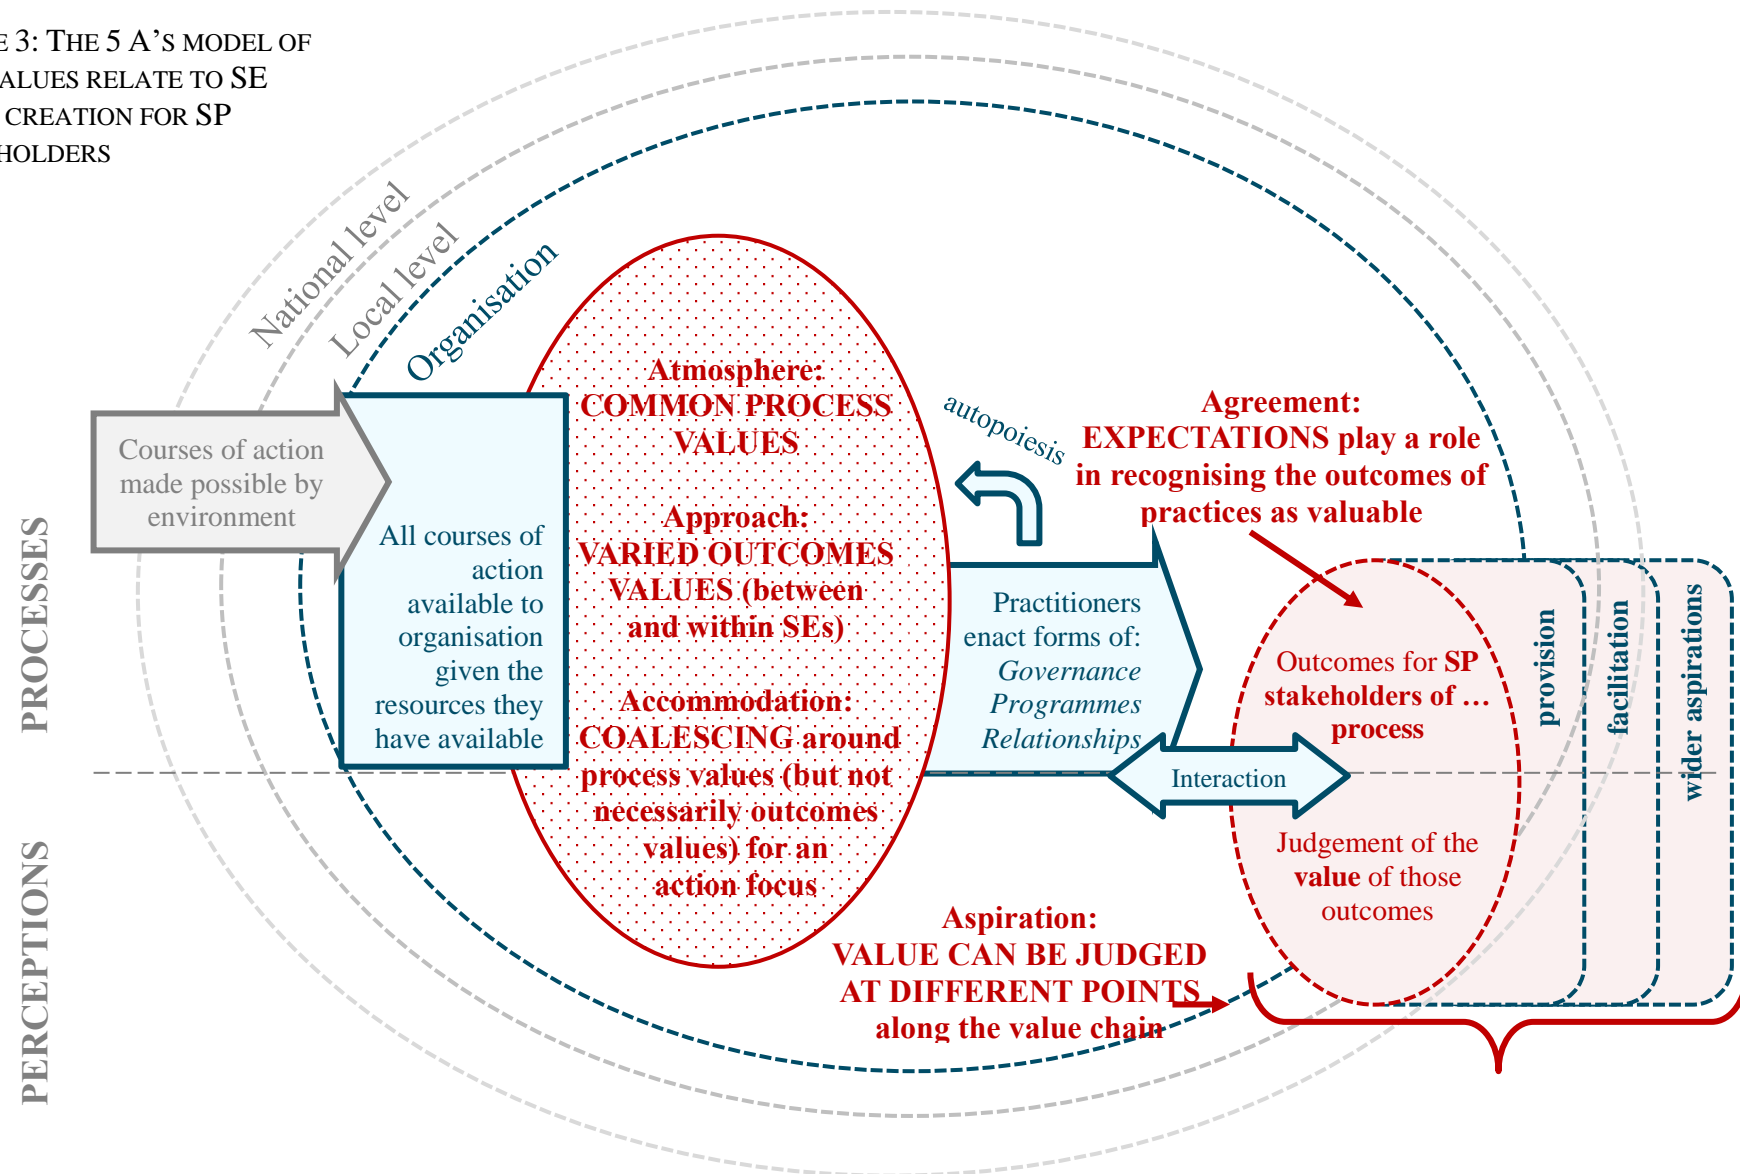 3: THE 5 A'S MODEL OF
VALUES RELATE TO SE
CREATION FOR SP
HOLDERS
National level
Local level
Organisation
Courses of action
made possible by
environment
All courses of
action
available to
organisation
given the
resources they
have available
Atmosphere:
COMMON PROCESS
VALUES
Approach:
VARIED OUTCOMES
VALUES (between
and within SEs)
Accommodation:
COALESCING around
process values (but not
necessarily outcomes
values) for an
action focus
autopoiesis
Practitioners
enact forms of:
Governance
Programmes
Relationships
Interaction
Agreement:
EXPECTATIONS play a role
in recognising the outcomes of
practices as valuable
Outcomes for SP
stakeholders of …
process
Judgement of the
value of those
outcomes
provision
facilitation
wider aspirations
Aspiration:
VALUE CAN BE JUDGED
AT DIFFERENT POINTS
along the value chain
PROCESSES
PERCEPTIONS